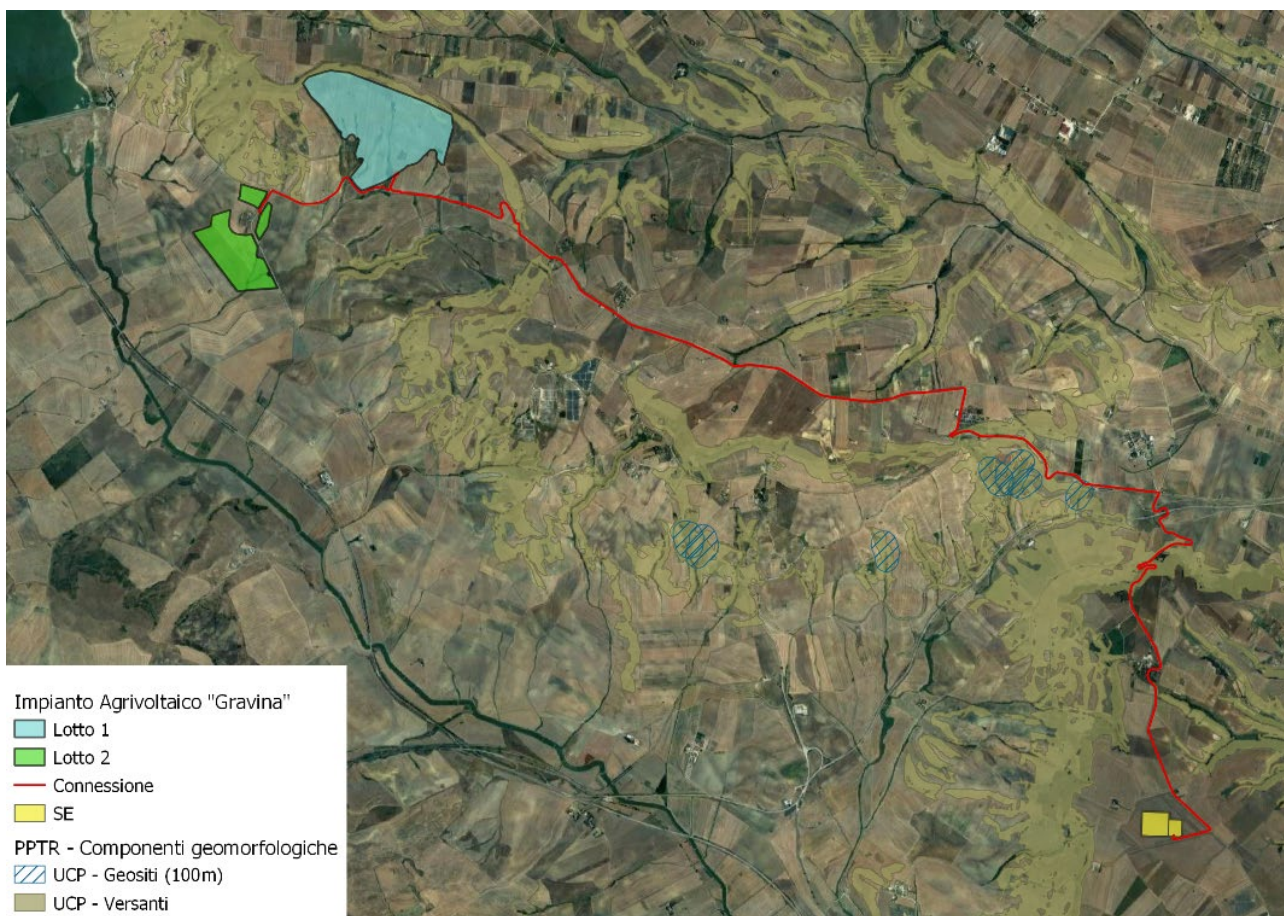 Impianto Agrivoltaico "Gravina"
Lotto 1
Lotto 2
Connessione
SE
PPTR - Componenti geomorfologiche
UCP - Geositi (100m)
UCP - Versanti